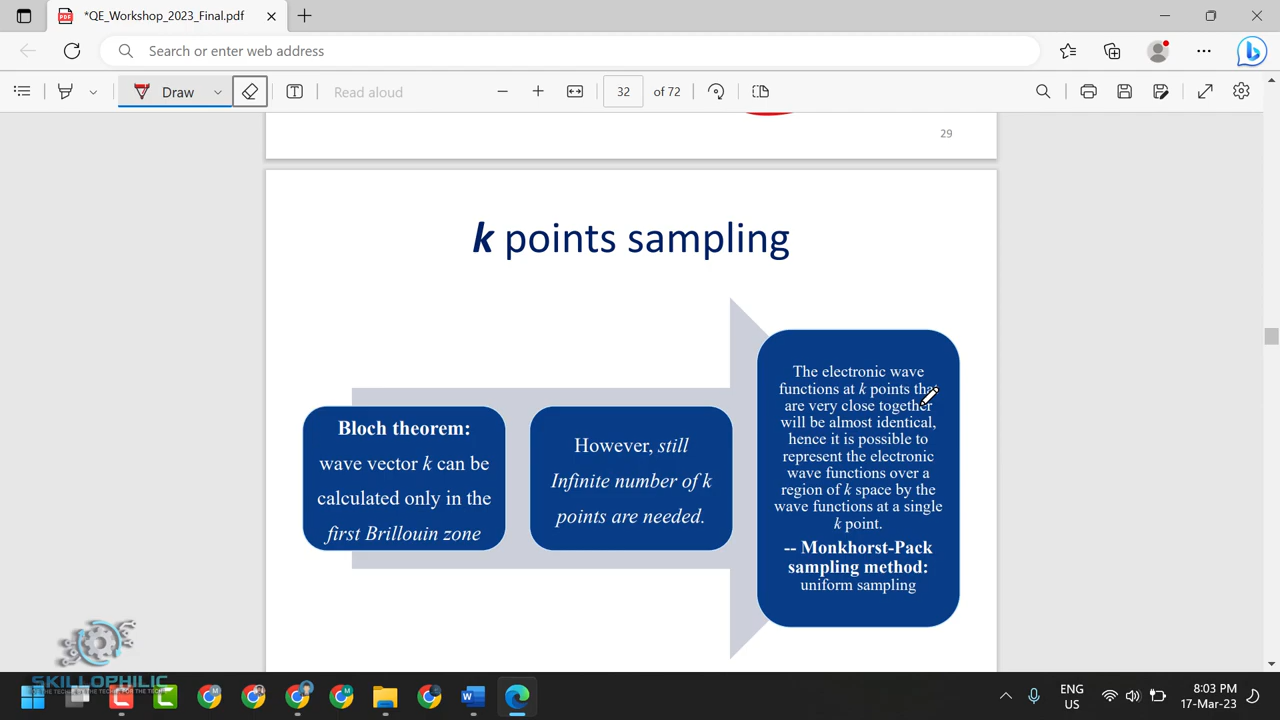 *QE_Workshop_2023_Final.pdf
Search or enter web address
Draw
Read aloud
32 of 72
29
k points sampling
Bloch theorem:
wave vector k can be
calculated only in the
first Brillouin zone
However, still
Infinite number of k
points are needed.
The electronic wave
functions at k points that
are very close together
will be almost identical,
hence it is possible to
represent the electronic
wave functions over a
region of k space by the
wave functions at a single
k point.
-- Monkhorst-Pack
sampling method:
uniform sampling
SKILLOPHILIC
ENG
US
8:03 PM
17-Mar-23